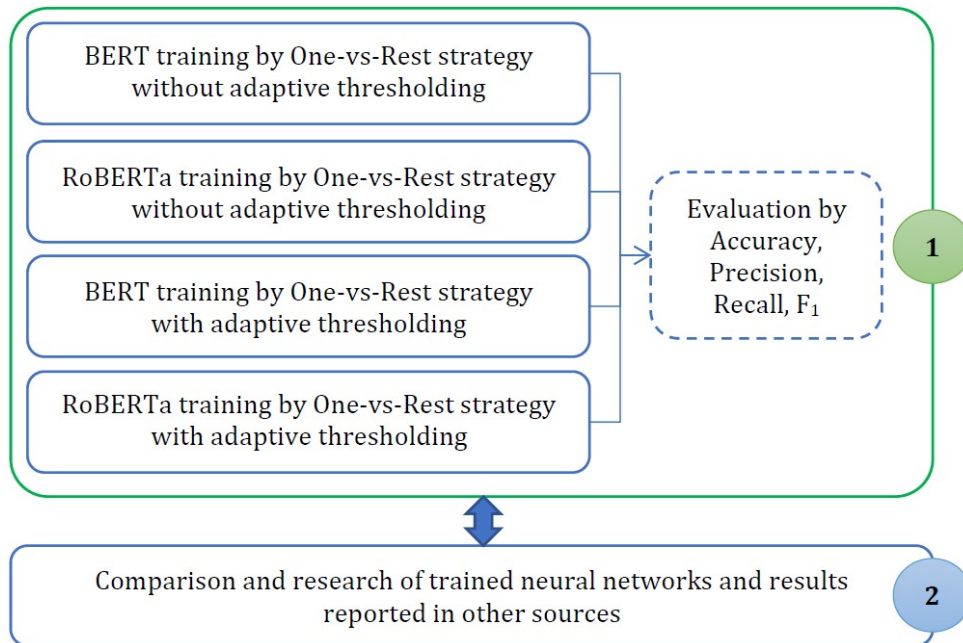 BERT training by One-vs-Rest strategy
without adaptive thresholding
RoBERTa training by One-vs-Rest strategy
without adaptive thresholding
BERT training by One-vs-Rest strategy
with adaptive thresholding
RoBERTa training by One-vs-Rest strategy
with adaptive thresholding
Evaluation by
Accuracy,
Precision,
Recall, F₁
1
Comparison and research of trained neural networks and results
reported in other sources
2